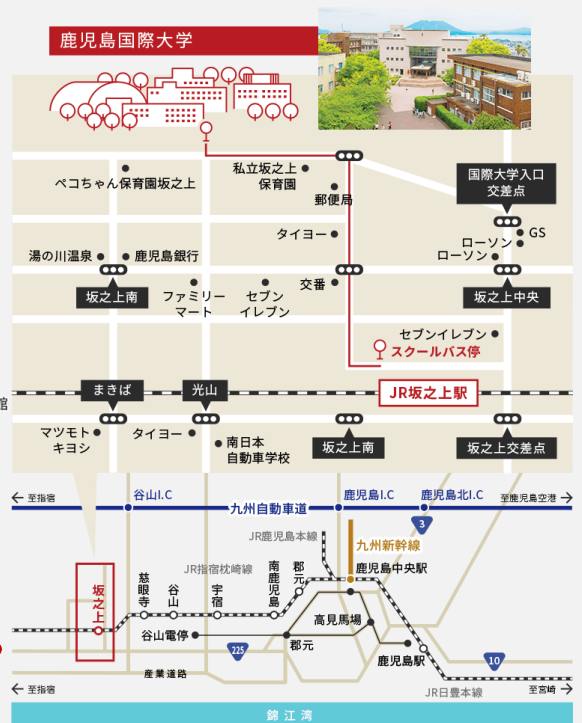 鹿児島国際大学
ペコちゃん保育園坂之上
私立坂之上
保育園
郵便局
国際大学入口
交差点
GS
ローソン
ローソン
タイヨー
湯の川温泉
鹿児島銀行
坂之上南
ファミリー
マート
セブン
イレブン
交番
坂之上中央
セブンイレブン
スクールバス停
JR坂之上駅
まきば
光山
館
マツモト
キヨシ
タイヨー
南日本
自動車学校
坂之上南
坂之上交差点
至指宿
谷山I.C
九州自動車道
鹿児島I.C
鹿児島北I.C
至鹿児島空港
3
JR鹿児島本線
九州新幹線
JR指宿枕崎線
鹿児島中央駅
坂之上
慈眼寺
谷山
宇宿
南鹿児島
郡元
高見馬場
谷山電停
郡元
225
鹿児島駅
10
産業道路
至指宿
JR日豊本線
至宮崎
錦江湾